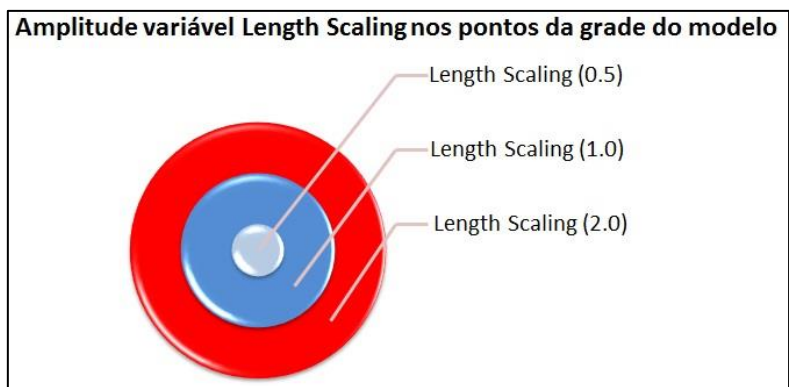 Amplitude variável Length Scaling nos pontos da grade do modelo
Length Scaling (0.5)
Length Scaling (1.0)
Length Scaling (2.0)